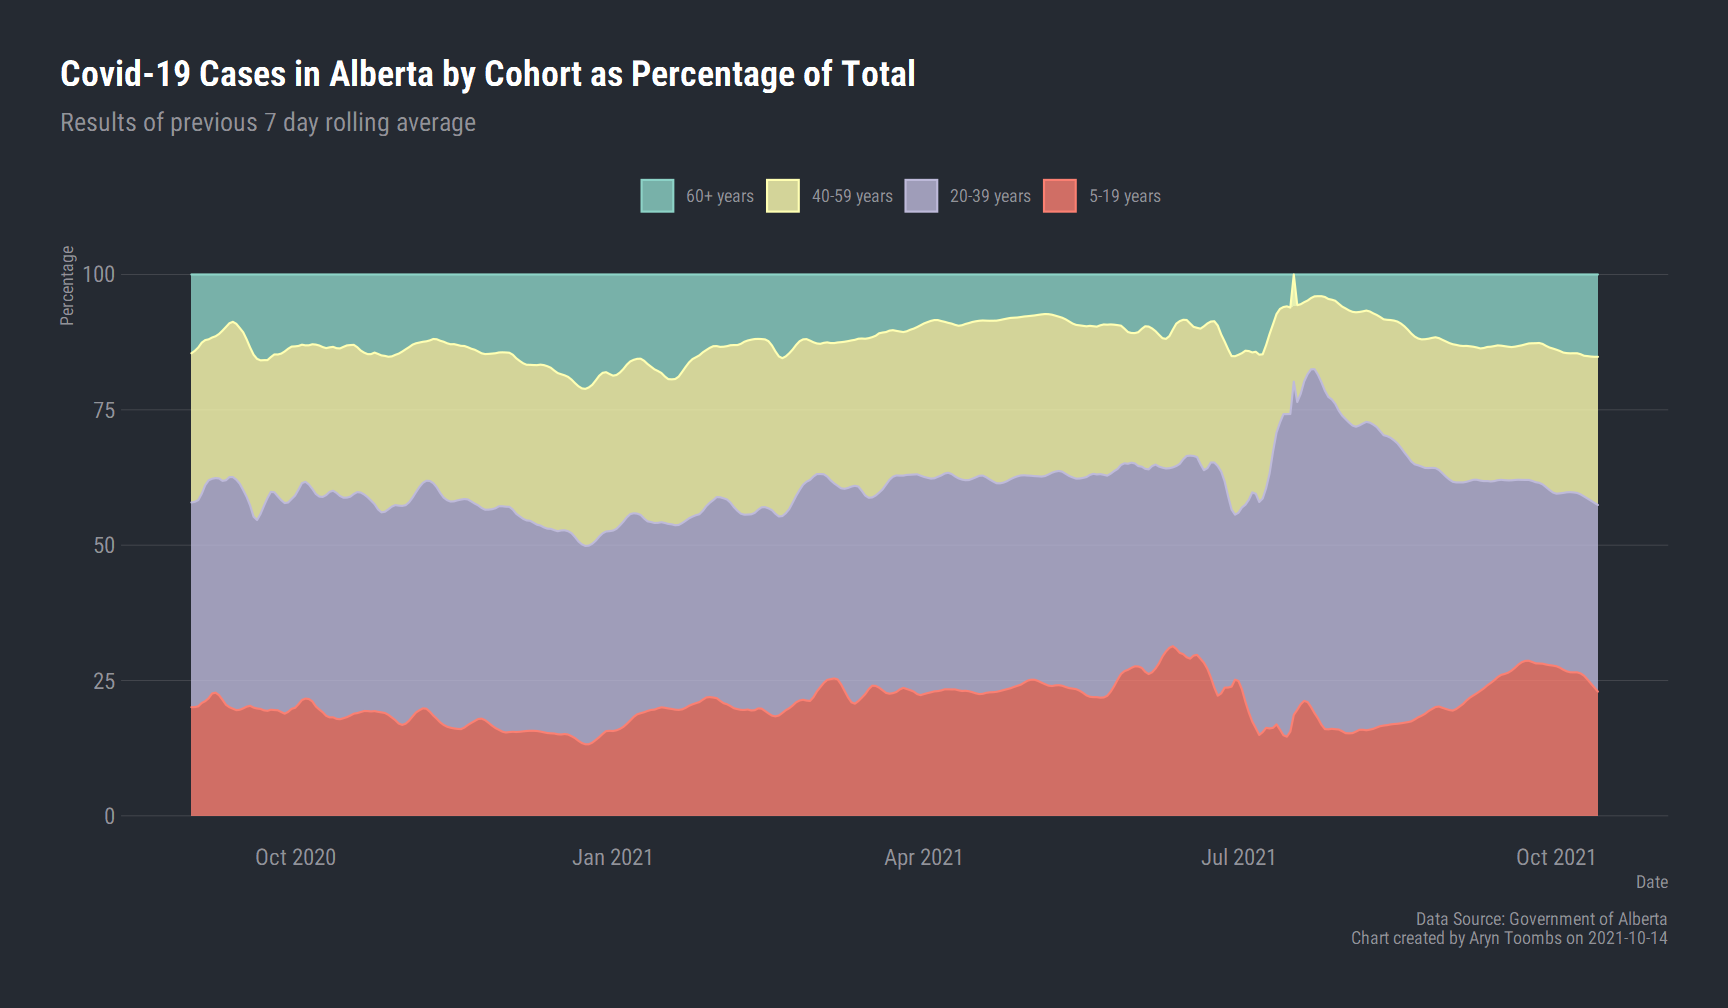 Covid-19 Cases in Alberta by Cohort as Percentage of Total
Results of previous 7 day rolling average
60+ years 40-59 years 20-39 years 5-19 years
Percentage
100
75
50
25
0
Oct 2020 Jan 2021 Apr 2021 Jul 2021 Oct 2021
Date
Data Source: Government of Alberta
Chart created by Aryn Toombs on 2021-10-14